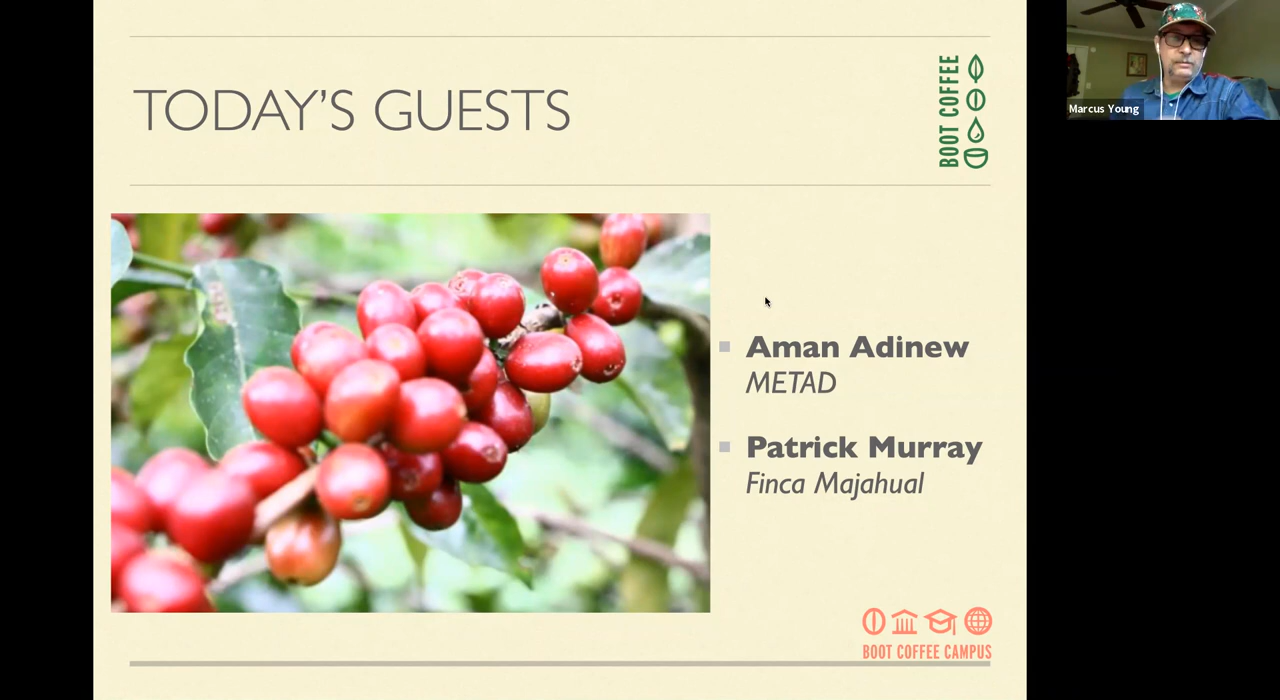 TODAY'S GUESTS
BOOT COFFEE
Marcus Young
Aman Adinew
METAD
Patrick Murray
Finca Majahual
BOOT COFFEE CAMPUS